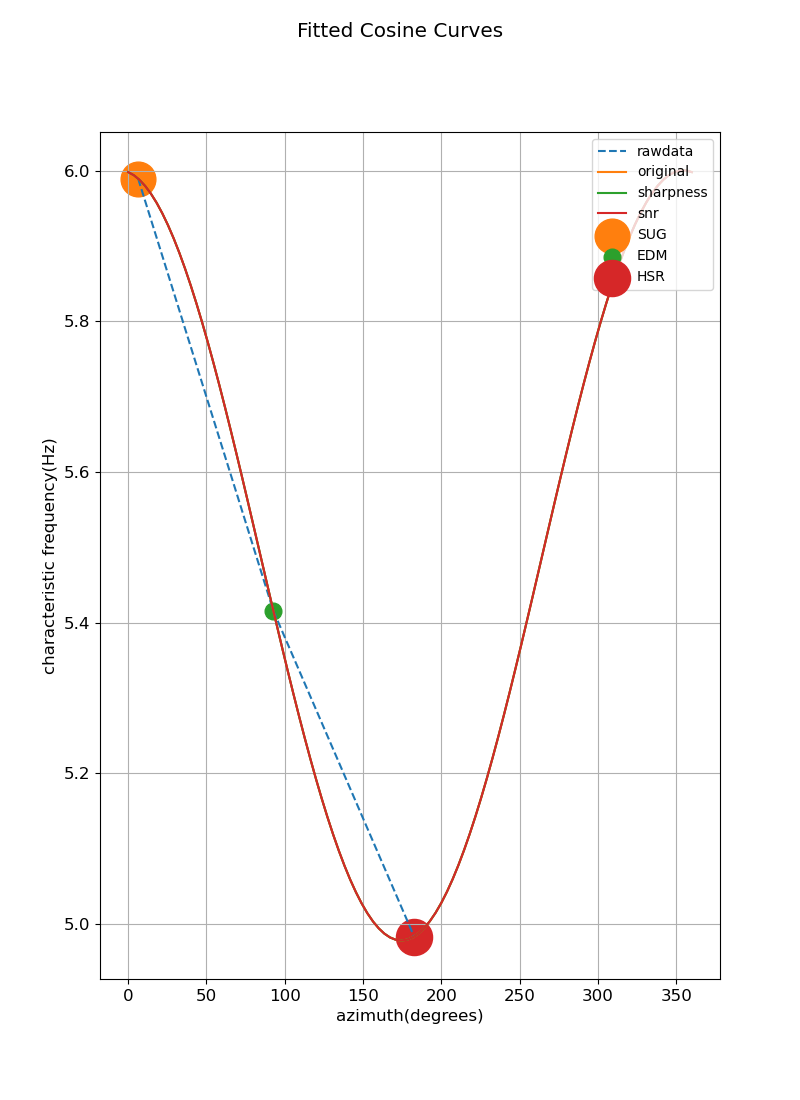 Fitted Cosine Curves
rawdata
original
sharpness
snr
SUG
EDM
HSR
characteristic frequency(Hz)
6.0
5.8
5.6
5.4
5.2
5.0
0 50 100 150 200 250 300 350
azimuth(degrees)